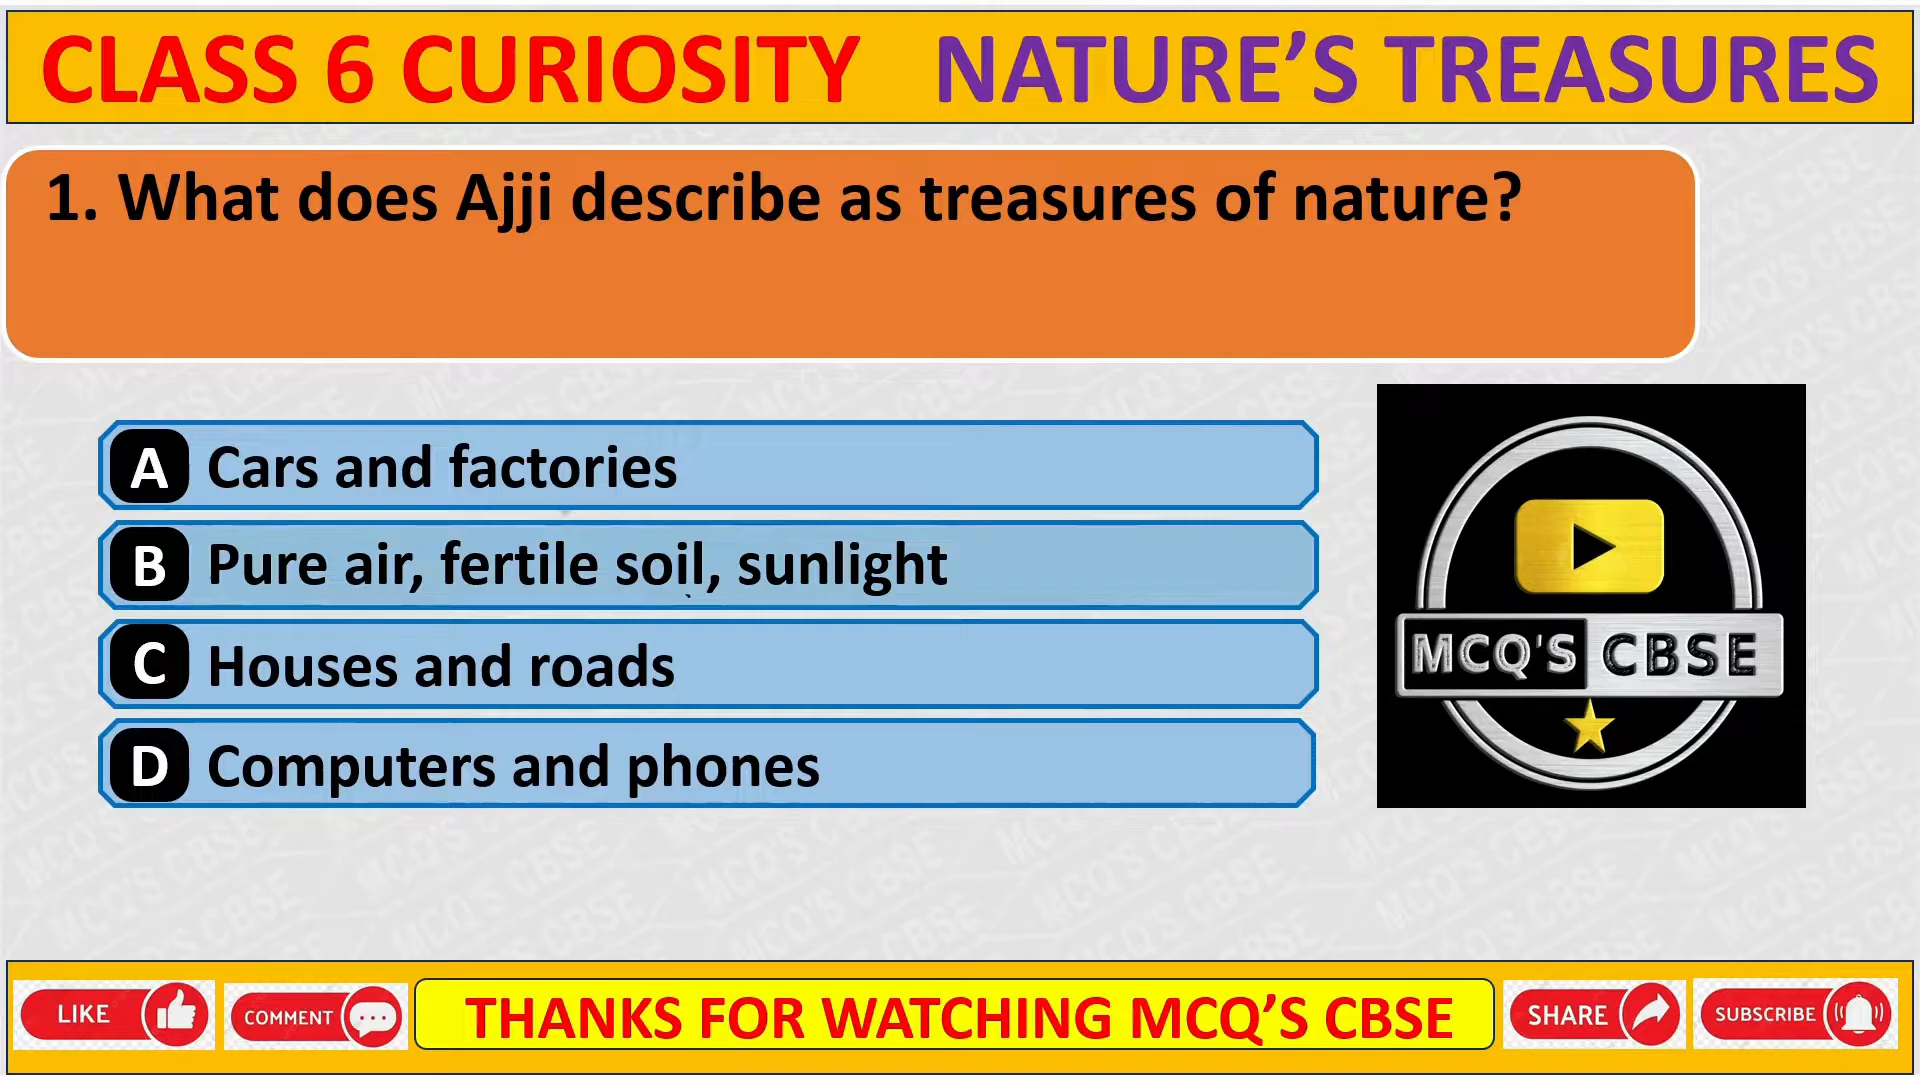 CLASS 6 CURIOSITY NATURE’S TREASURES
1. What does Ajji describe as treasures of nature?
A Cars and factories
B Pure air, fertile soil, sunlight
C Houses and roads
D Computers and phones
MCQ'S CBSE
LIKE
COMMENT
THANKS FOR WATCHING MCQ’S CBSE
SHARE
SUBSCRIBE